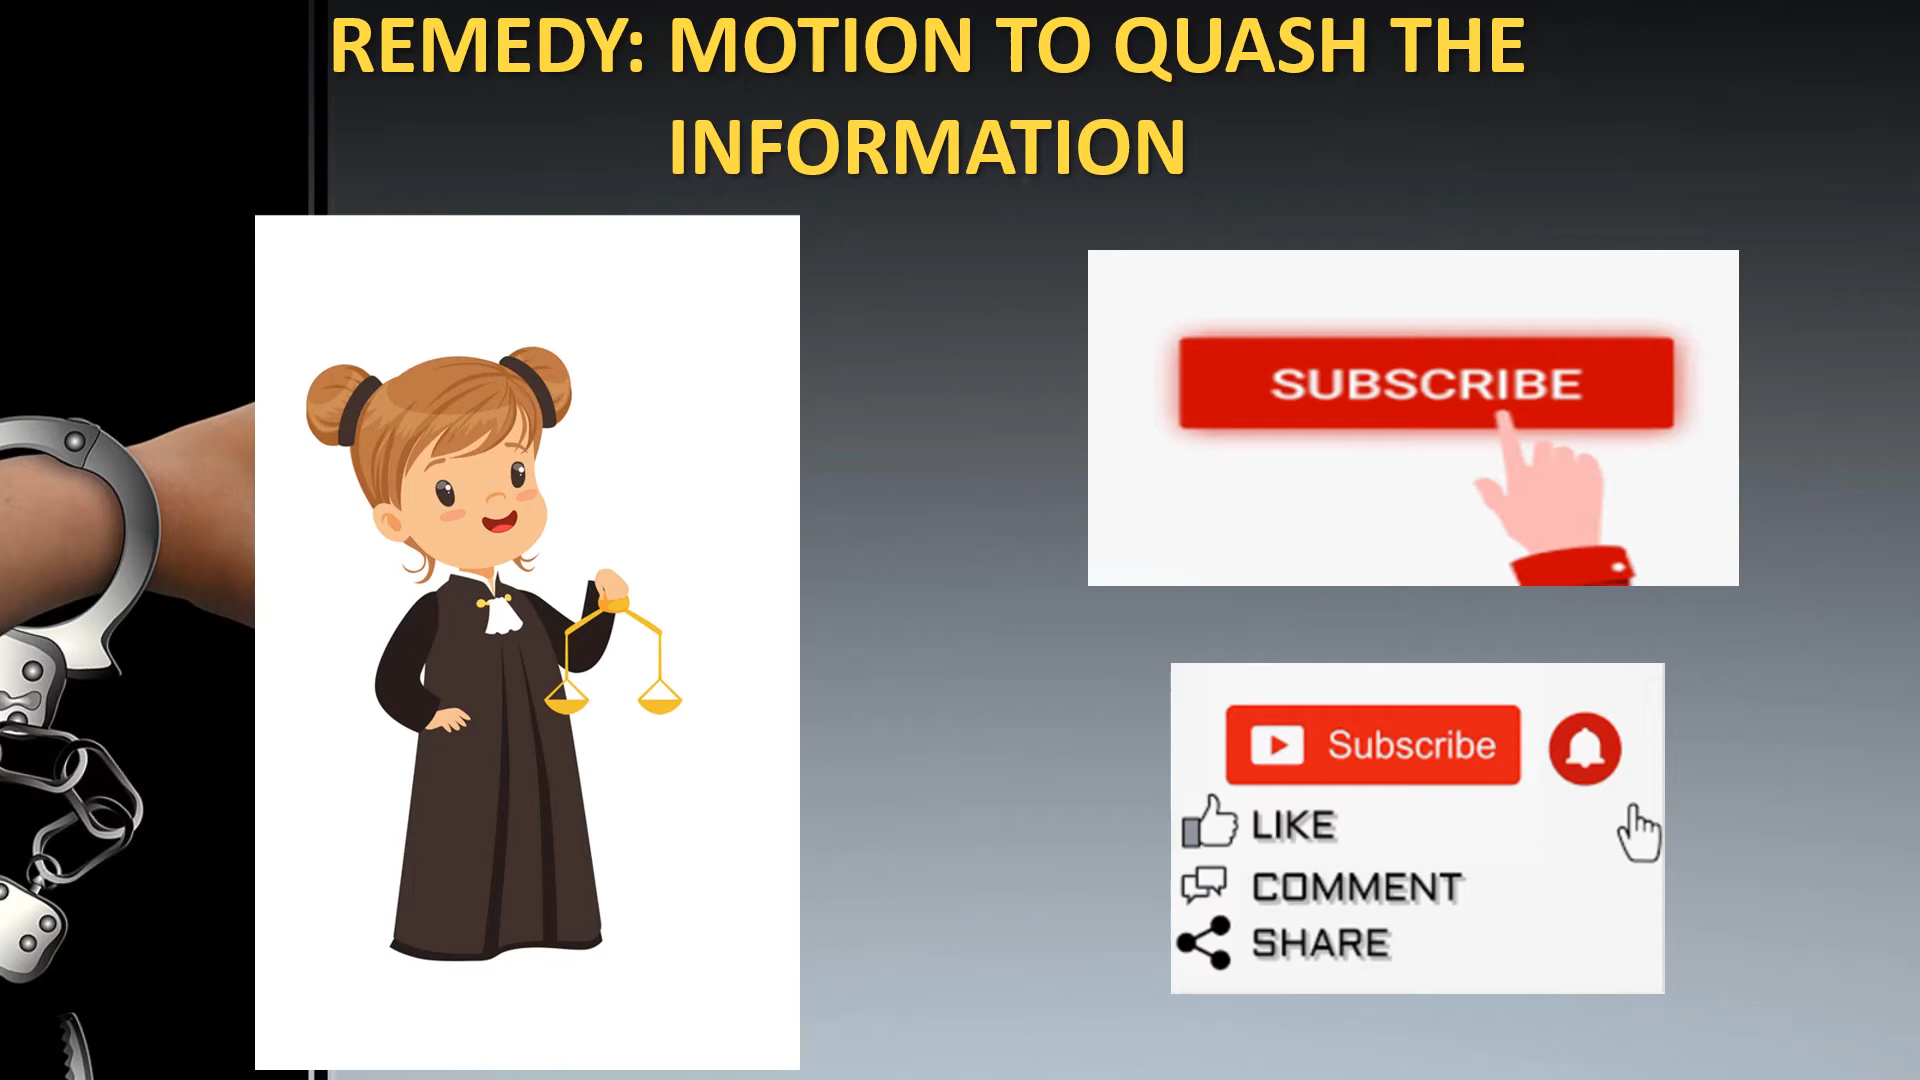 REMEDY: MOTION TO QUASH THE
INFORMATION
SUBSCRIBE
Subscribe
LIKE
COMMENT
SHARE